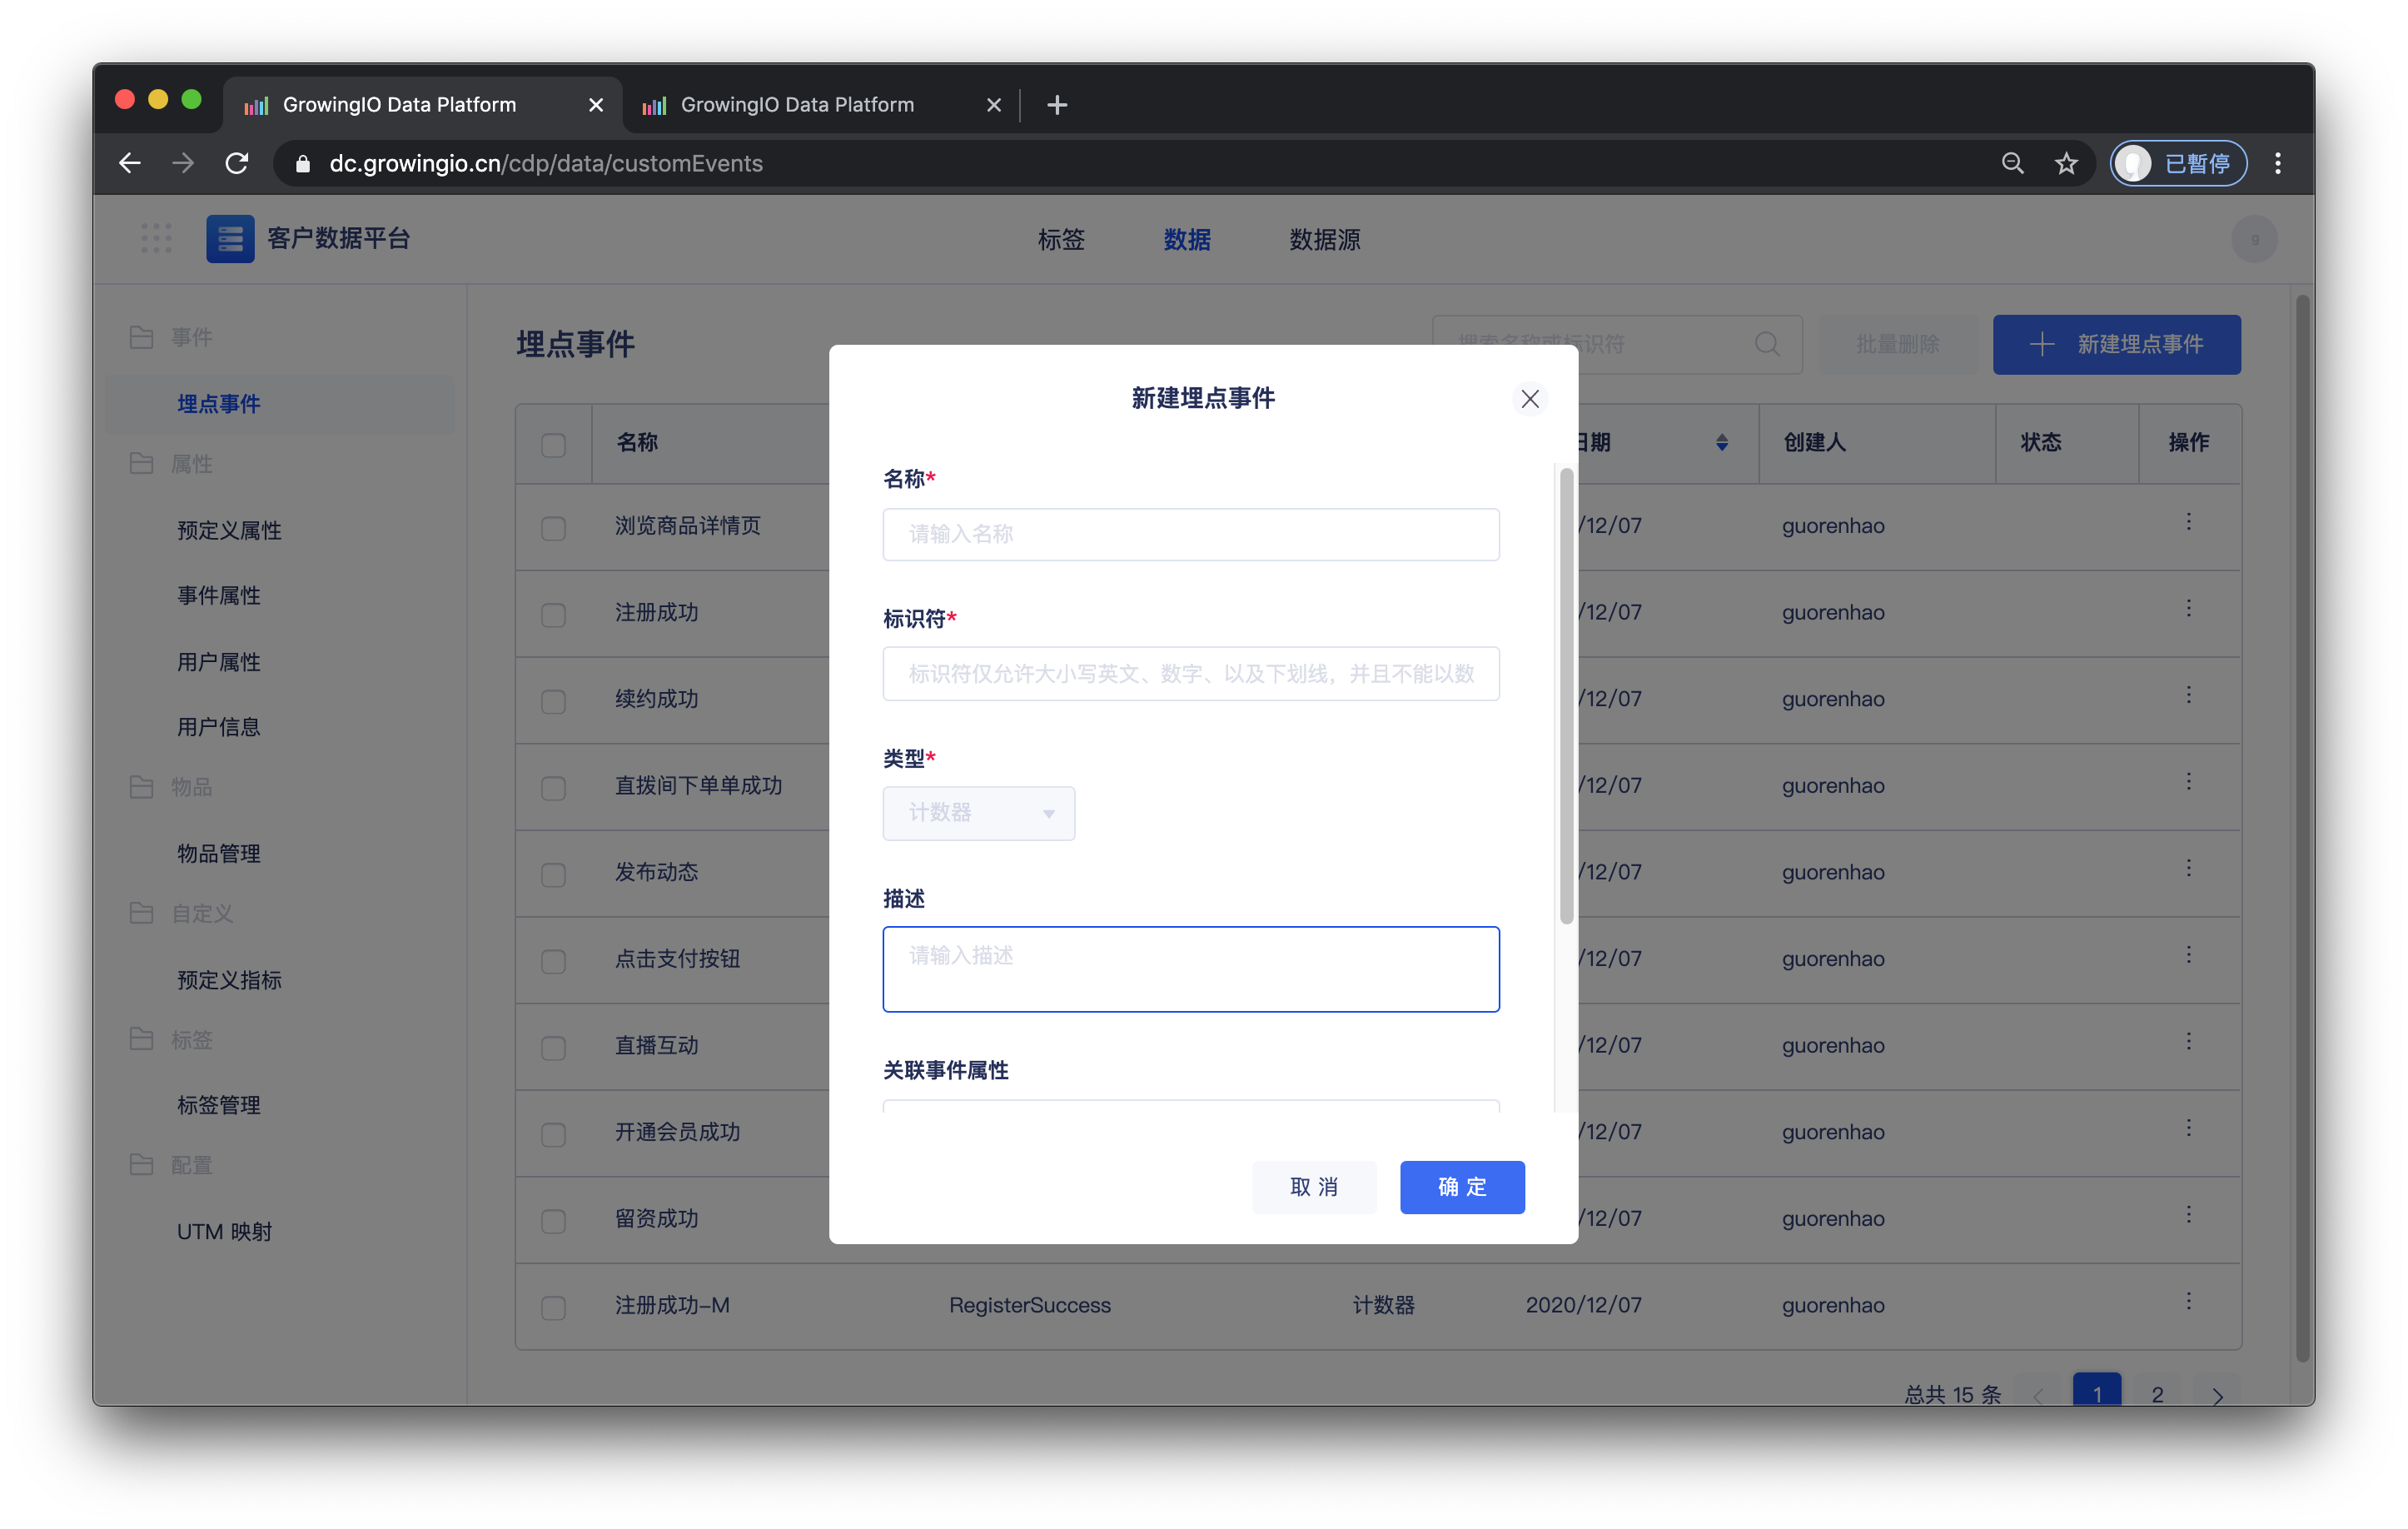 GrowingIO Data Platform
GrowingIO Data Platform
dc.growingio.cn/cdp/data/customEvents
已暂停
客户数据平台
标签
数据
数据源
g
事件
埋点事件
属性
预定义属性
事件属性
用户属性
用户信息
物品
物品管理
自定义
预定义指标
标签
标签管理
配置
UTM 映射
埋点事件
搜索名称或标识符
批量删除
新建埋点事件
名称
日期
创建人
状态
操作
浏览商品详情页
/12/07
guorenhao
注册成功
/12/07
guorenhao
续约成功
/12/07
guorenhao
直拨间下单单成功
/12/07
guorenhao
发布动态
/12/07
guorenhao
点击支付按钮
/12/07
guorenhao
直播互动
/12/07
guorenhao
开通会员成功
/12/07
guorenhao
留资成功
/12/07
guorenhao
注册成功-M
RegisterSuccess
计数器
2020/12/07
guorenhao
总共 15 条
1
2
新建埋点事件
名称*
请输入名称
标识符*
标识符仅允许大小写英文、数字、以及下划线，并且不能以数
类型*
计数器
描述
请输入描述
关联事件属性
取 消
确 定